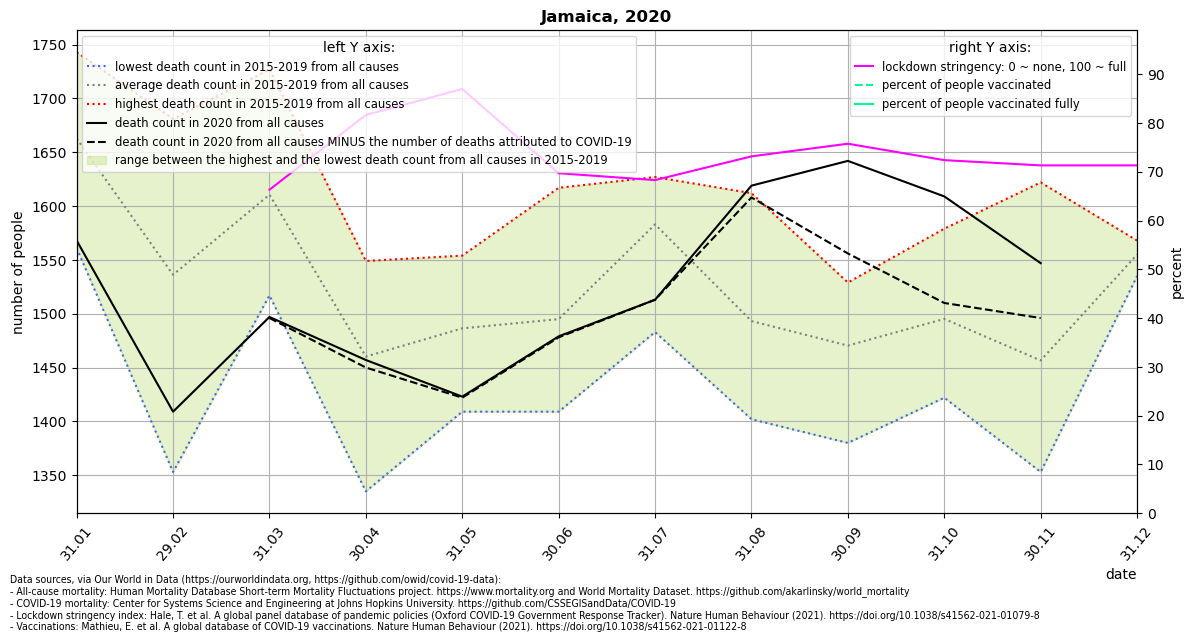 Jamaica, 2020
left Y axis:
lowest death count in 2015-2019 from all causes
average death count in 2015-2019 from all causes
highest death count in 2015-2019 from all causes
death count in 2020 from all causes
death count in 2020 from all causes MINUS the number of deaths attributed to COVID-19
range between the highest and the lowest death count from all causes in 2015-2019
right Y axis:
lockdown stringency: 0 ~ none, 100 ~ full
percent of people vaccinated
percent of people vaccinated fully
number of people
1750
1700
1650
1600
1550
1500
1450
1400
1350
percent
90
80
70
60
50
40
30
20
10
0
31.01
29.02
31.03
30.04
31.05
30.06
31.07
31.08
30.09
31.10
30.11
31.12
date
Data sources, via Our World in Data (https://ourworldindata.org, https://github.com/owid/covid-19-data):
- All-cause mortality: Human Mortality Database Short-term Mortality Fluctuations project. https://www.mortality.org and World Mortality Dataset. https://github.com/akarlinsky/world_mortality
- COVID-19 mortality: Center for Systems Science and Engineering at Johns Hopkins University. https://github.com/CSSEGISandData/COVID-19
- Lockdown stringency index: Hale, T. et al. A global panel database of pandemic policies (Oxford COVID-19 Government Response Tracker). Nature Human Behaviour (2021). https://doi.org/10.1038/s41562-021-01079-8
- Vaccinations: Mathieu, E. et al. A global database of COVID-19 vaccinations. Nature Human Behaviour (2021). https://doi.org/10.1038/s41562-021-01122-8